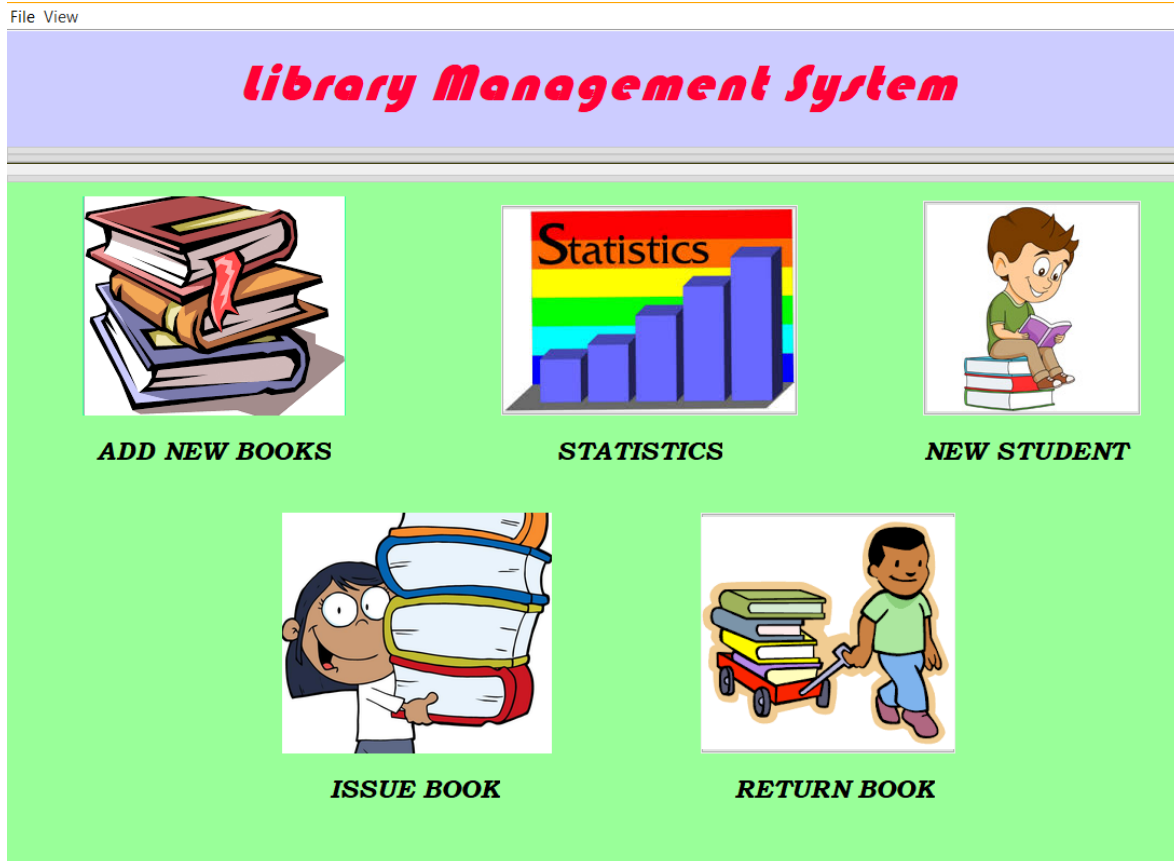 File View
Library Management System
Statistics
ADD NEW BOOKS
STATISTICS
NEW STUDENT
ISSUE BOOK
RETURN BOOK